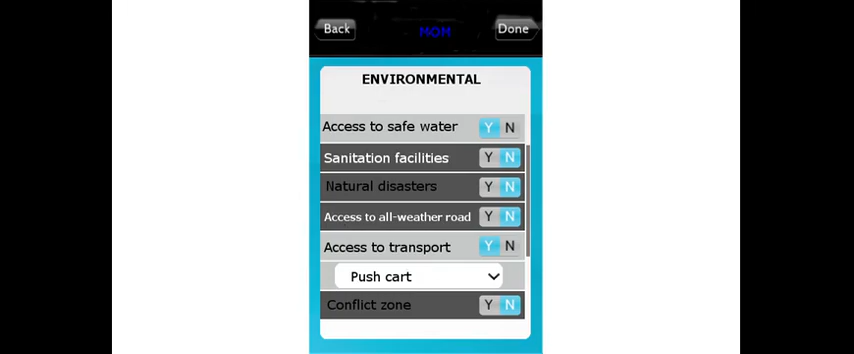 Back MOM Done
ENVIRONMENTAL
Access to safe water Y N
Sanitation facilities Y N
Natural disasters Y N
Access to all-weather road Y N
Access to transport Y N
Push cart
Conflict zone Y N